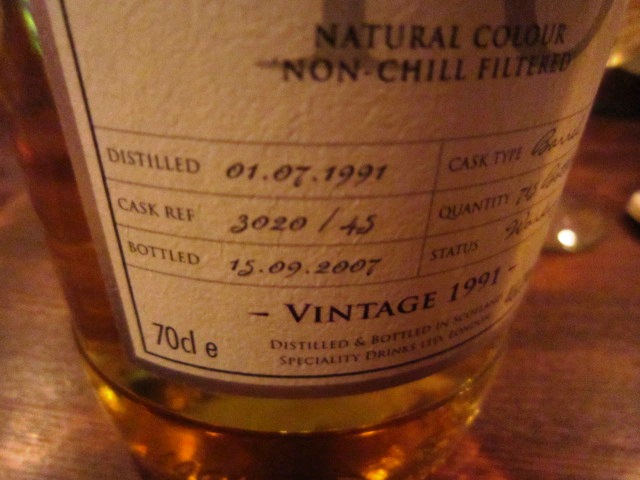 NATURAL COLOUR
NON-CHILL FILTERED
DISTILLED 01.07.1991 CASK TYPE
CASK REF 3020 / 45 QUANTITY
BOTTLED 15.09.2007 STATUS
- VINTAGE 1991 -
70cl e DISTILLED & BOTTLED IN SCOTLAND
SPECIALITY DRINKS LTD, LONDON